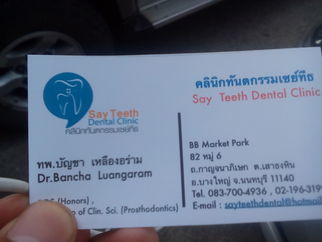 Say Teeth
Dental Clinic
คลินิกทันตกรรมเซย์ทีธ
ทพ.บัญชา เหลืองอร่าม
Dr.Bancha Luangaram
(Honors) ,
of Clin. Sci. (Prosthodontics)
คลินิกทันตกรรมเซย์ทีธ
Say Teeth Dental Clinic
BB Market Park
82 หมู่ 6
ถ.กาญจนาภิเษก ต.เสาธงหิน
อ.บางใหญ่ จ.นนทบุรี 11140
Tel. 083-700-4936 , 02-196-319
E-mail : sayteethdental@hotmail